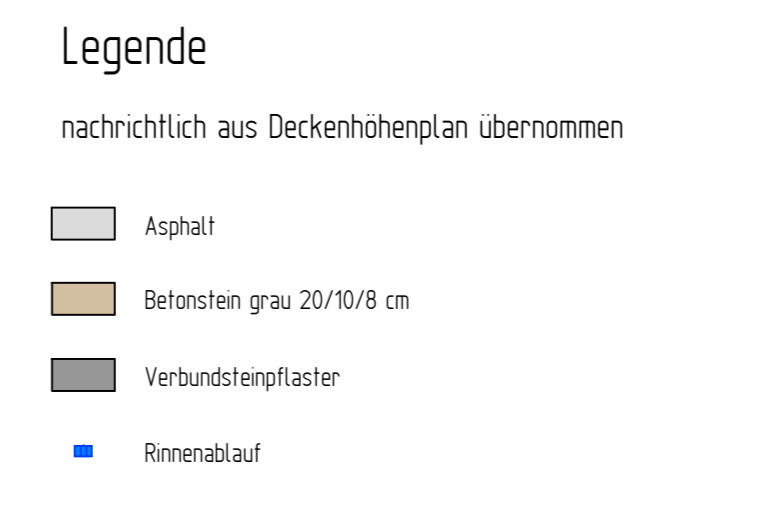 Legende
nachrichtlich aus Deckenhöhenplan übernommen
Asphalt
Betonstein grau 20/10/8 cm
Verbundsteinpflaster
Rinnenablauf